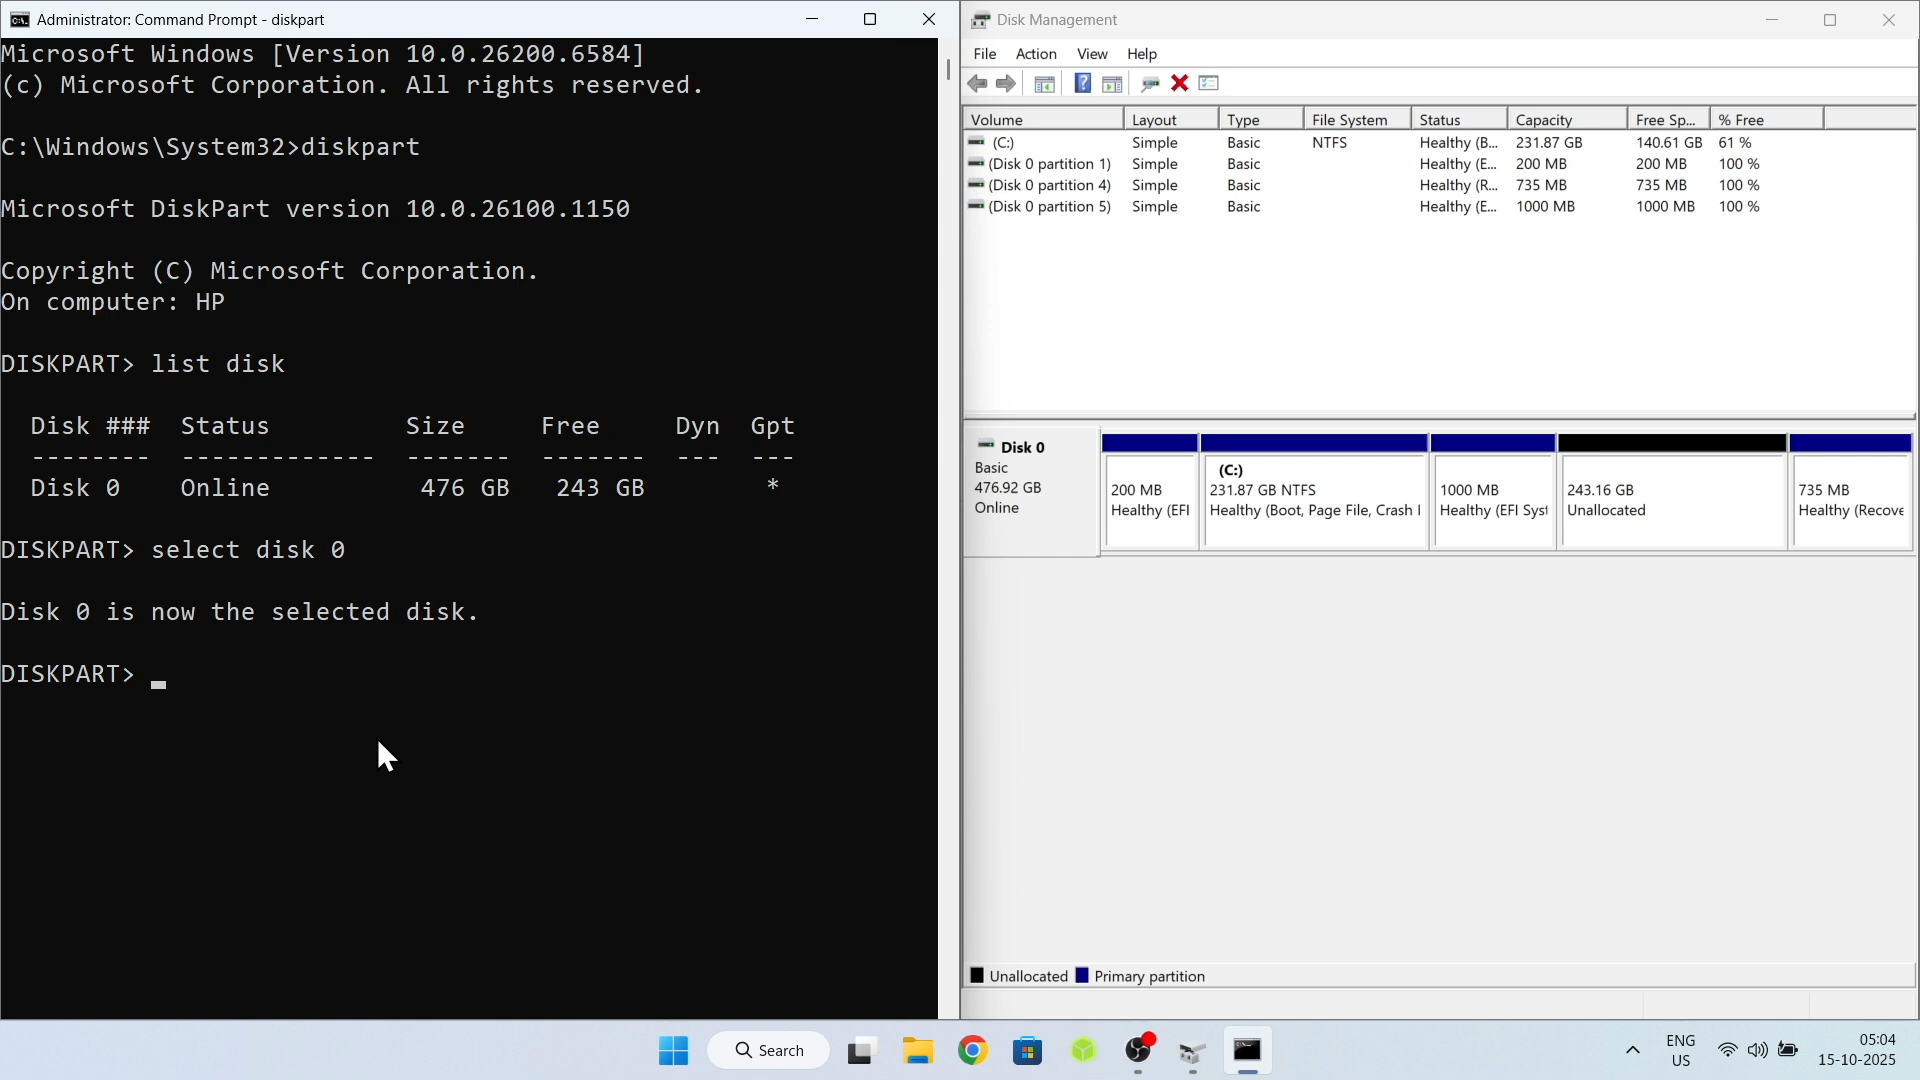 Administrator: Command Prompt - diskpart
Microsoft Windows [Version 10.0.26200.6584]
(c) Microsoft Corporation. All rights reserved.
C:\Windows\System32>diskpart
Microsoft DiskPart version 10.0.26100.1150
Copyright (C) Microsoft Corporation.
On computer: HP
DISKPART> list disk
Disk ###  Status         Size     Free     Dyn  Gpt
--------  -------------  -------  -------  ---  ---
Disk 0    Online          476 GB   243 GB        *
DISKPART> select disk 0
Disk 0 is now the selected disk.
DISKPART>
Disk Management
File Action View Help
Volume Layout Type File System Status Capacity Free Sp... % Free
(C:) Simple Basic NTFS Healthy (B... 231.87 GB 140.61 GB 61 %
(Disk 0 partition 1) Simple Basic Healthy (E... 200 MB 200 MB 100 %
(Disk 0 partition 4) Simple Basic Healthy (R... 735 MB 735 MB 100 %
(Disk 0 partition 5) Simple Basic Healthy (E... 1000 MB 1000 MB 100 %
Disk 0
Basic
476.92 GB
Online
200 MB
Healthy (EFI
(C:)
231.87 GB NTFS
Healthy (Boot, Page File, Crash
1000 MB
Healthy (EFI Syst
243.16 GB
Unallocated
735 MB
Healthy (Recove
Unallocated Primary partition
Search
ENG
US
05:04
15-10-2025